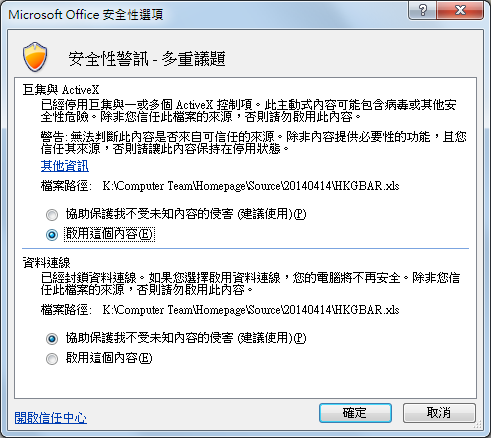 Microsoft Office 安全性選項
安全性警訊 - 多重議題
巨集與 ActiveX
已經停用巨集與一或多個 ActiveX 控制項。此主動式內容可能包含病毒或其他安
全性危險。除非您信任此檔案的來源，否則請勿啟用此內容。
警告: 無法判斷此內容是否來自可信任的來源。除非內容提供必要性的功能，且您
信任其來源，否則請讓此內容保持在停用狀態。
其他資訊
檔案路徑: K:\Computer Team\Homepage\Source\20140414\HKGBAR.xls
協助保護我不受未知內容的侵害 (建議使用)(P)
啟用這個內容(E)
資料連線
已經封鎖資料連線。如果您選擇啟用資料連線，您的電腦將不再安全。除非您信
任此檔案的來源，否則請勿啟用此內容。
檔案路徑: K:\Computer Team\Homepage\Source\20140414\HKGBAR.xls
協助保護我不受未知內容的侵害 (建議使用)(P)
啟用這個內容(E)
開啟信任中心
確定
取消